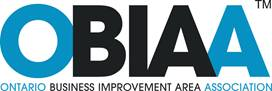 OBIAA™
ONTARIO BUSINESS IMPROVEMENT AREA ASSOCIATION